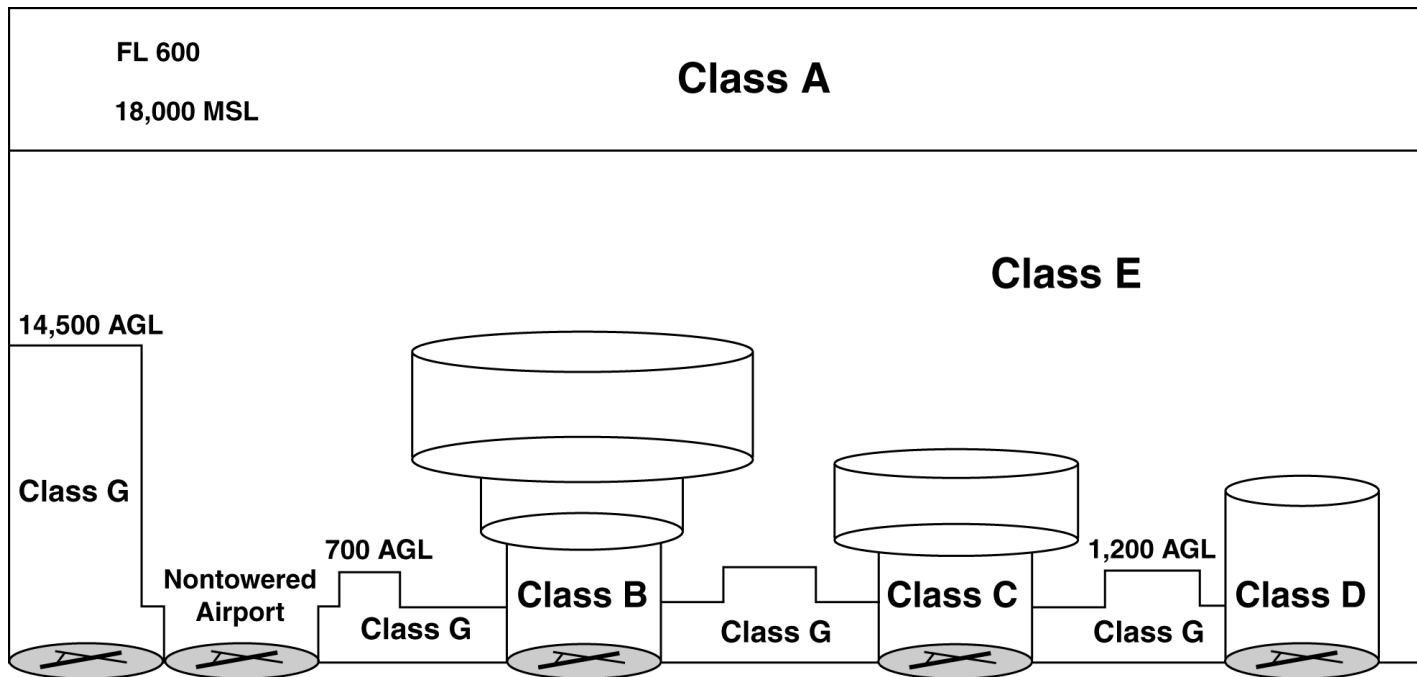 FL 600
Class A
18,000 MSL
Class E
14,500 AGL
Class G
700 AGL
1,200 AGL
Nontowered
Airport
Class B
Class C
Class D
Class G
Class G
Class G